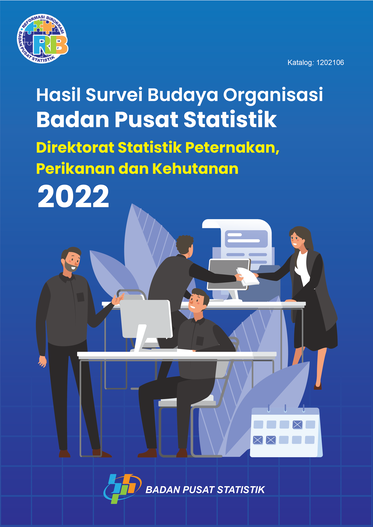 RB
Katalog: 1202106
Hasil Survei Budaya Organisasi
Badan Pusat Statistik
Direktorat Statistik Peternakan,
Perikanan dan Kehutanan
2022
BADAN PUSAT STATISTIK